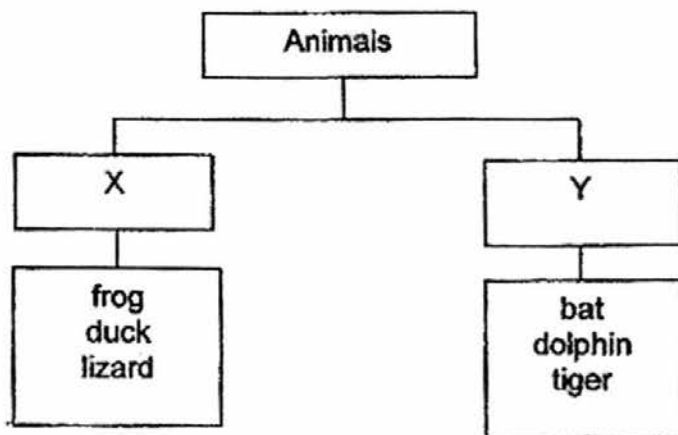 Animals
X
Y
frog
duck
lizard
bat
dolphin
tiger